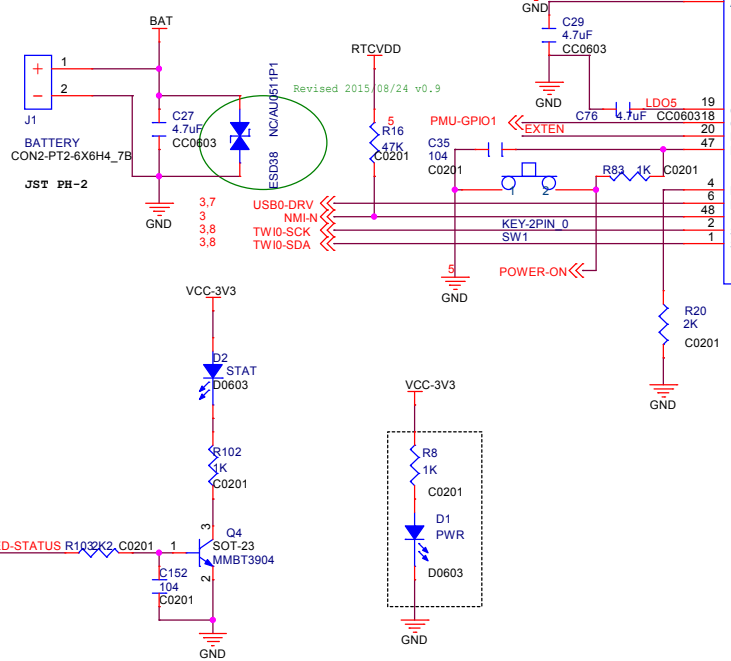 GND
BAT
C29
4.7uF
CC0603
RTCVDD
1
2
J1
BATTERY
CON2-PT2-6X6H4_7B
JST PH-2
C27
4.7uF
CC0603
GND
NC/AU0511P1
ESD38
Revised 2015/08/24 v0.9
GND
LDO5
19
C76
4.7uF
CC0603
18
PMU-GPIO1
EXTEN
20
47
5
R16
47K
C0201
C35
104
C0201
1
2
R83
1K
C0201
4
6
48
2
1
3,7
USB0-DRV
3
NMI-N
3,8
TWI0-SCK
3,8
TWI0-SDA
KEY-2PIN_0
SW1
5
POWER-ON
GND
R20
2K
C0201
GND
VCC-3V3
D2
STAT
D0603
R102
1K
C0201
3
Q4
SOT-23
MMBT3904
1
2
ED-STATUS
R103
2K2
C0201
C152
104
C0201
GND
VCC-3V3
R8
1K
C0201
D1
PWR
D0603
GND